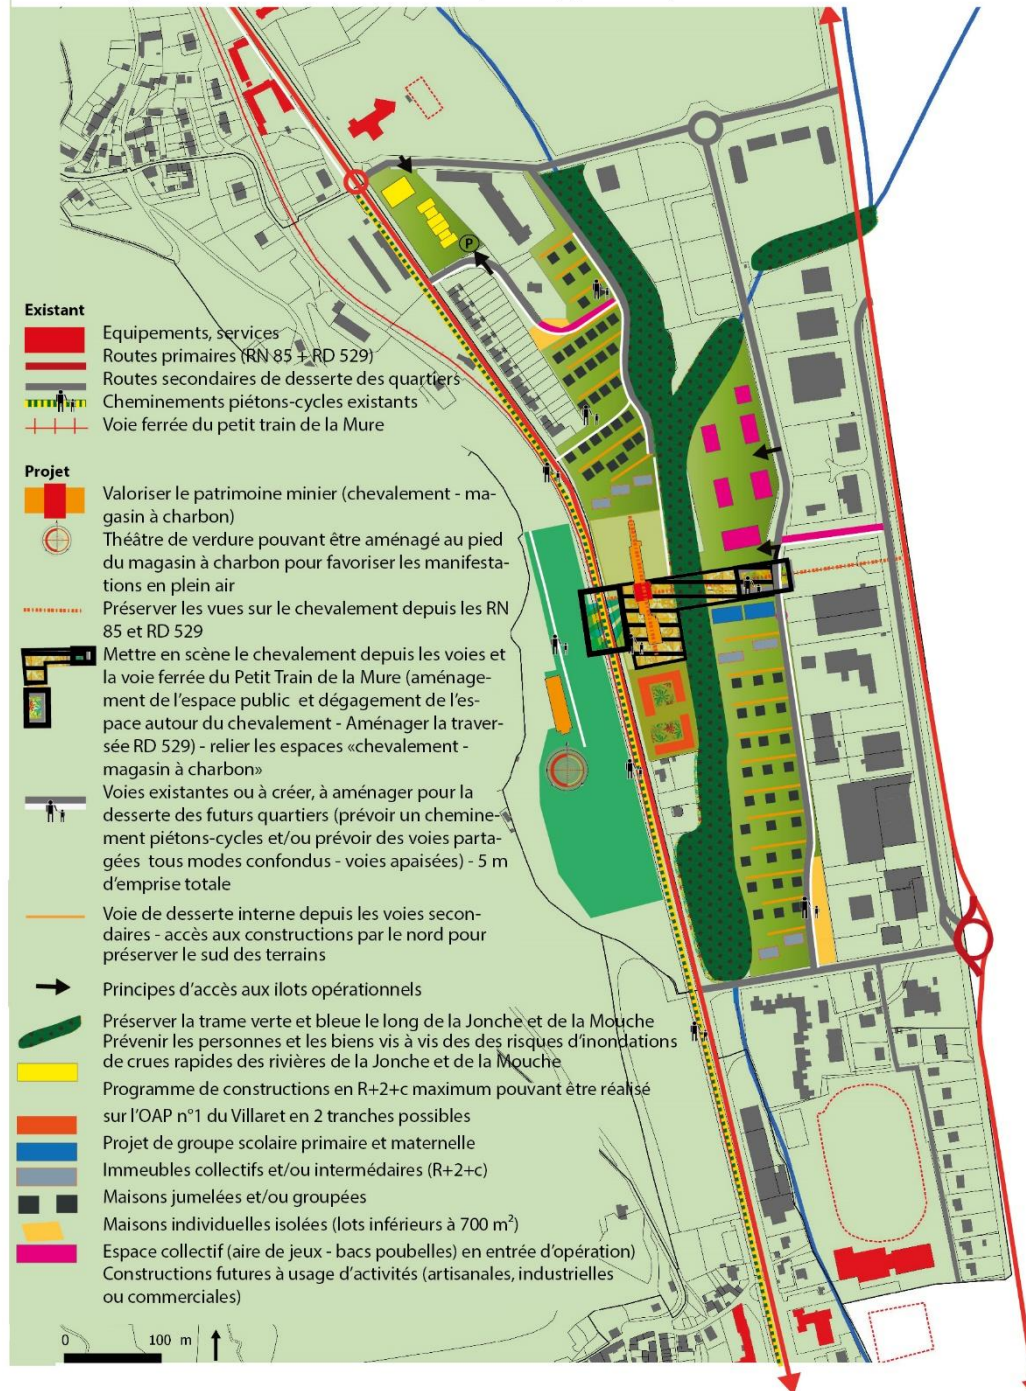 P
Existant
Equipements, services
Routes primaires (RN 85 + RD 529)
Routes secondaires de desserte des quartiers
Cheminements piétons-cycles existants
Voie ferrée du petit train de la Mure
Projet
Valoriser le patrimoine minier (chevalement - ma-
gasin à charbon)
Théâtre de verdure pouvant être aménagé au pied
du magasin à charbon pour favoriser les manifesta-
tions en plein air
Préserver les vues sur le chevalement depuis les RN
85 et RD 529
Mettre en scène le chevalement depuis les voies et
la voie ferrée du Petit Train de la Mure (aménage-
ment de l'espace public et dégagement de l'es-
pace autour du chevalement - Aménager la traver-
sée RD 529) - relier les espaces «chevalement -
magasin à charbon»
Voies existantes ou à créer, à aménager pour la
desserte des futurs quartiers (prévoir un chemine-
ment piétons-cycles et/ou prévoir des voies parta-
gées tous modes confondus - voies apaisées) - 5 m
d'emprise totale
Voie de desserte interne depuis les voies secon-
daires - accès aux constructions par le nord pour
préserver le sud des terrains
Principes d'accès aux ilots opérationnels
Préserver la trame verte et bleue le long de la Jonche et de la Mouche
Prévenir les personnes et les biens vis à vis des des risques d'inondations
de crues rapides des rivières de la Jonche et de la Mouche
Programme de constructions en R+2+c maximum pouvant être réalisé
sur l'OAP n°1 du Villaret en 2 tranches possibles
Projet de groupe scolaire primaire et maternelle
Immeubles collectifs et/ou intermédaires (R+2+c)
Maisons jumelées et/ou groupées
Maisons individuelles isolées (lots inférieurs à 700 m²)
Espace collectif (aire de jeux - bacs poubelles) en entrée d'opération)
Constructions futures à usage d'activités (artisanales, industrielles
ou commerciales)
0 100 m